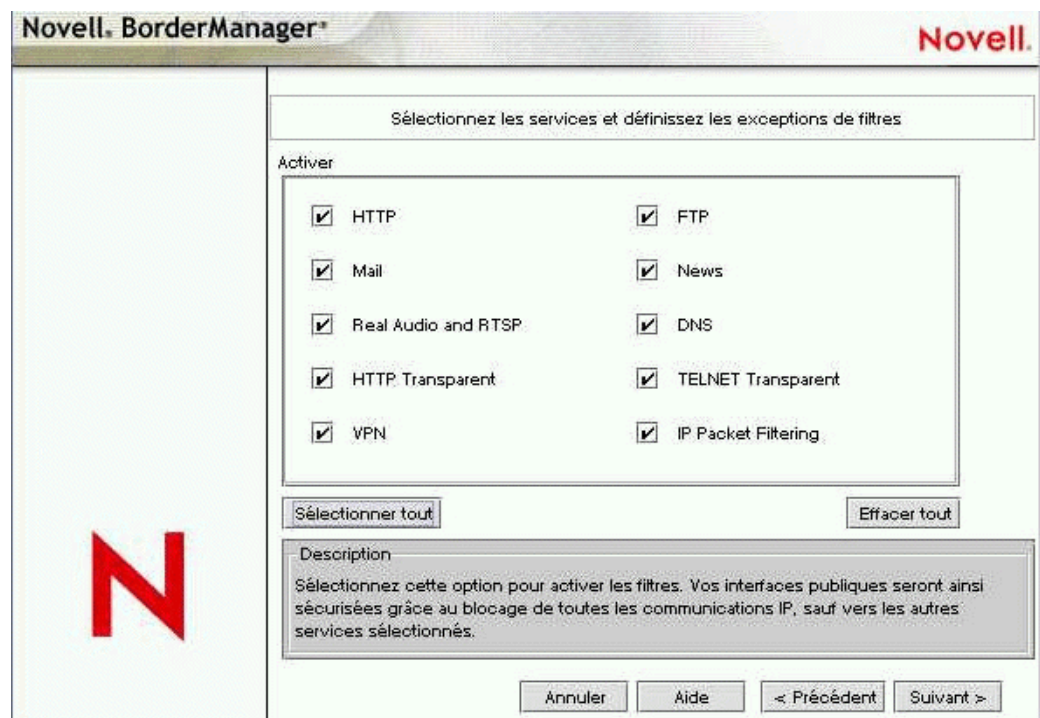 Novell. BorderManager
Novell.
Sélectionnez les services et définissez les exceptions de filtres
Activer
HTTP
FTP
Mail
News
Real Audio and RTSP
DNS
HTTP Transparent
TELNET Transparent
VPN
IP Packet Filtering
Sélectionner tout
Effacer tout
Description
Sélectionnez cette option pour activer les filtres. Vos interfaces publiques seront ainsi
sécurisées grâce au blocage de toutes les communications IP, sauf vers les autres
services sélectionnés.
N
Annuler
Aide
< Précédent
Suivant >